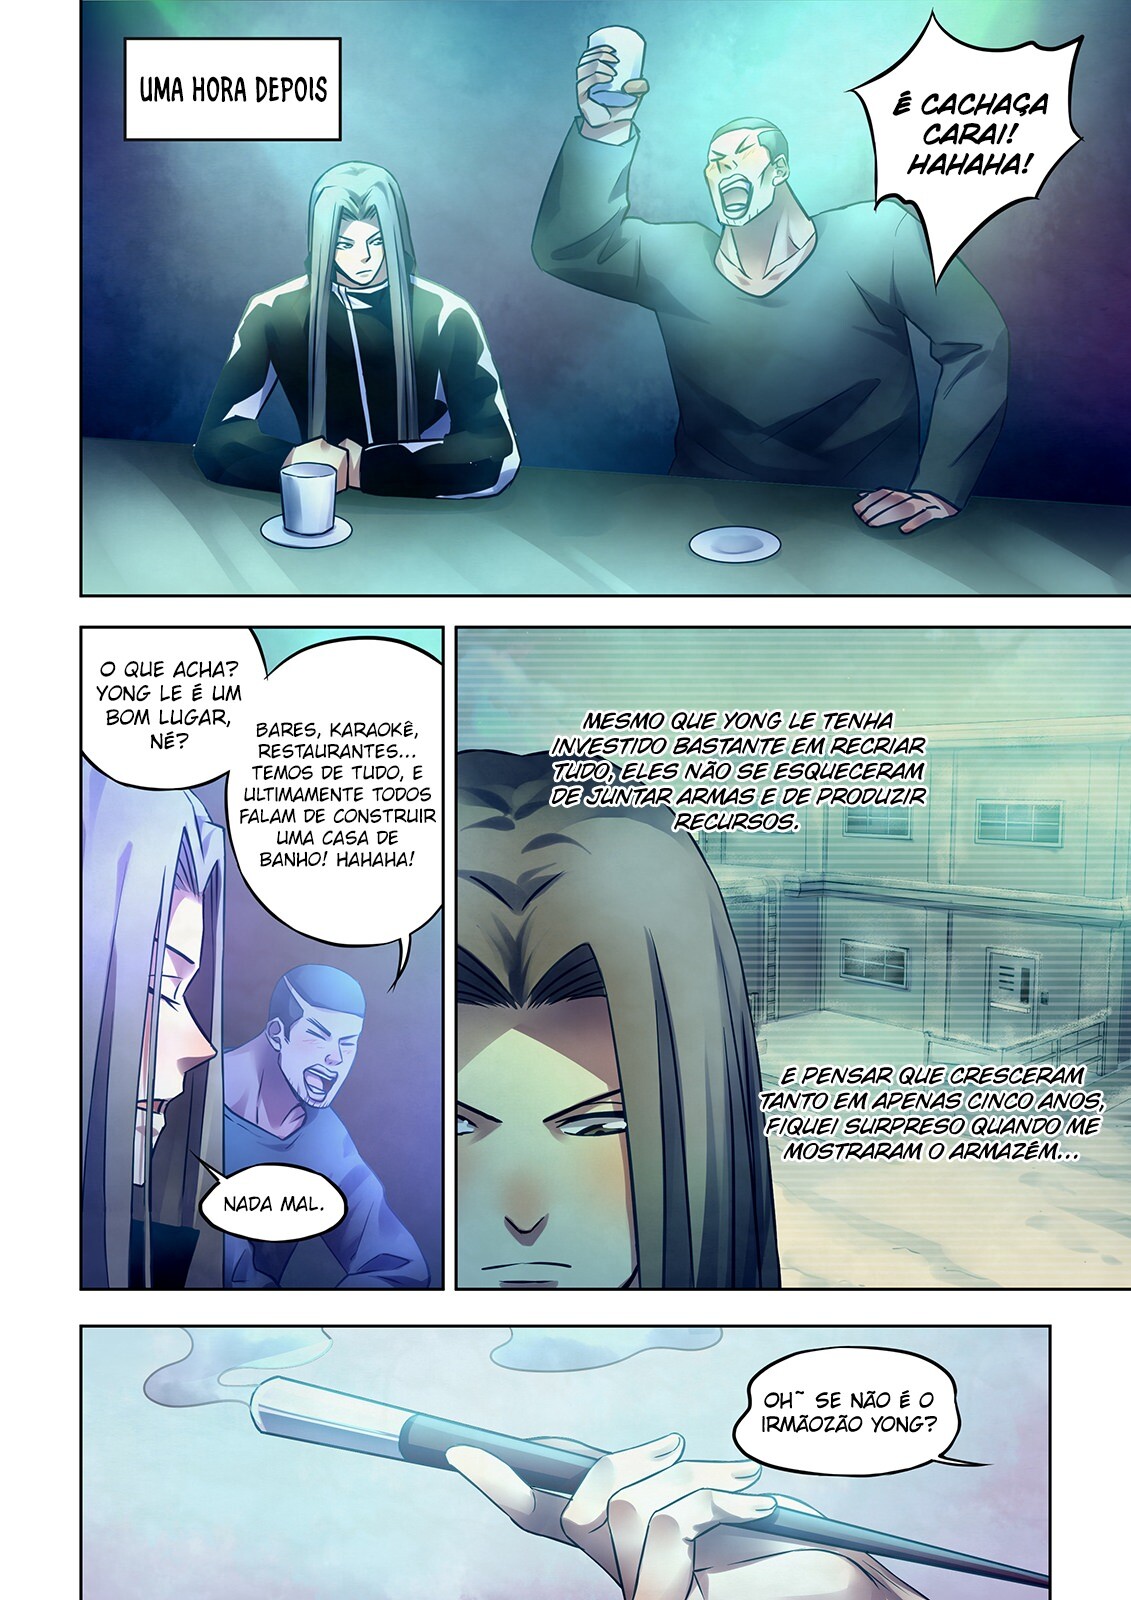 UMA HORA DEPOIS
É CACHAÇA
CARAI!
HAHAHA!
O QUE ACHA?
YONG LE É UM
BOM LUGAR,
NÉ?
BARES, KARAOKÊ,
RESTAURANTES...
TEMOS DE TUDO, E
ULTIMAMENTE TODOS
FALAM DE CONSTRUIR
UMA CASA DE
BANHO! HAHAHA!
NADA MAL.
MESMO QUE YONG LE TENHA
INVESTIDO BASTANTE EM RECRIAR
TUDO, ELES NÃO SE ESQUECERAM
DE JUNTAR ARMAS E DE PRODUZIR
RECURSOS.
E PENSAR QUE CRESCERAM
TANTO EM APENAS CINCO ANOS,
FIQUEI SURPRESO QUANDO ME
MOSTRARAM O ARMAZÉM...
OH~ SE NÃO É O
IRMÃOZÃO YONG?